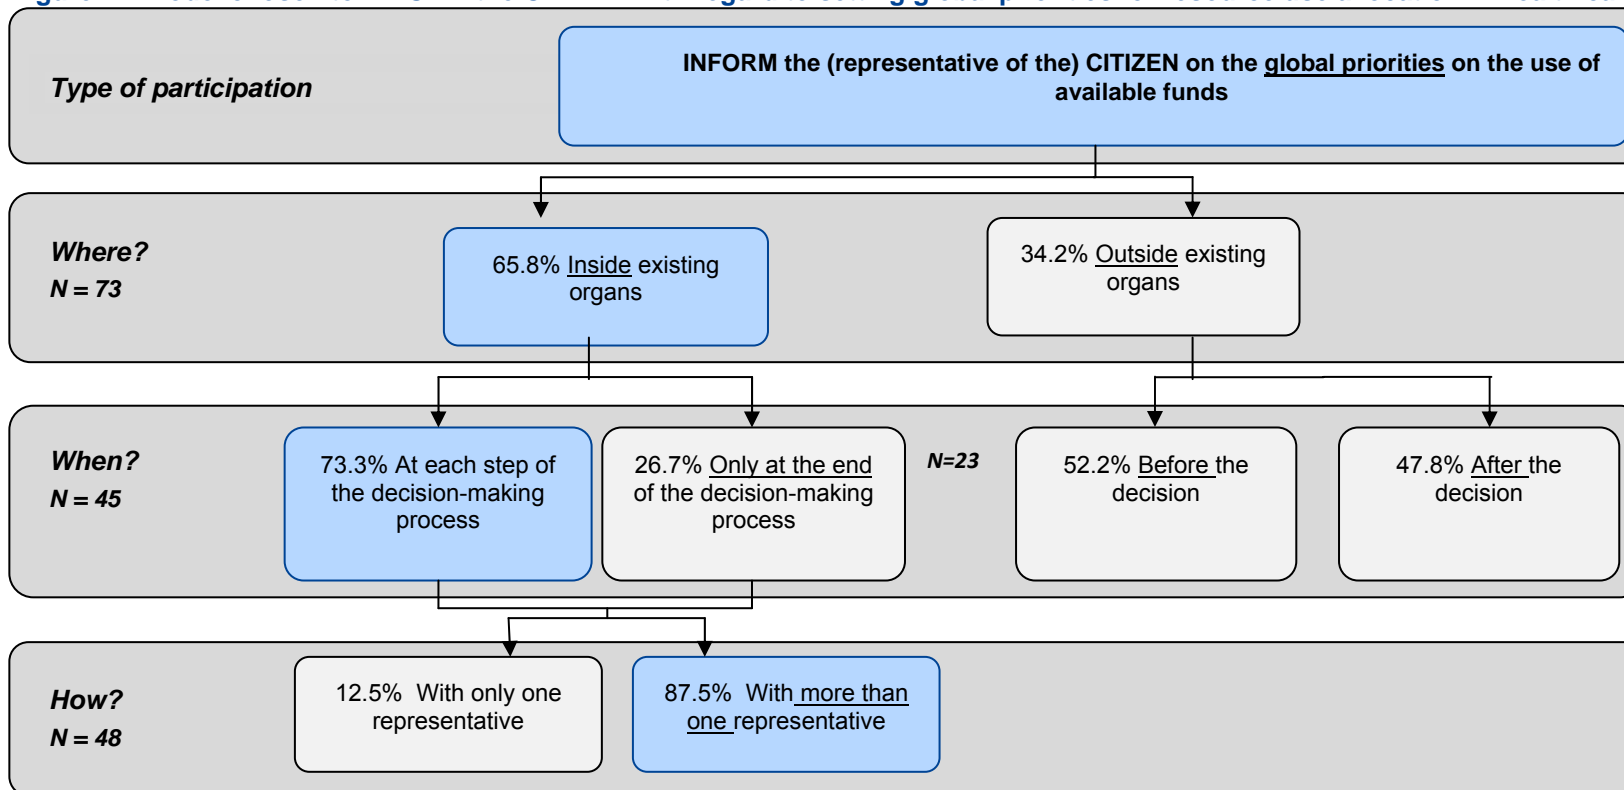 INFORM the (representative of the) CITIZEN on the global priorities on the use of
available funds
Type of participation
Where?
N = 73
65.8% Inside existing
organs
34.2% Outside existing
organs
When?
N = 45
73.3% At each step of
the decision-making
process
26.7% Only at the end
of the decision-making
process
N=23
52.2% Before the
decision
47.8% After the
decision
How?
N = 48
12.5% With only one
representative
87.5% With more than
one representative